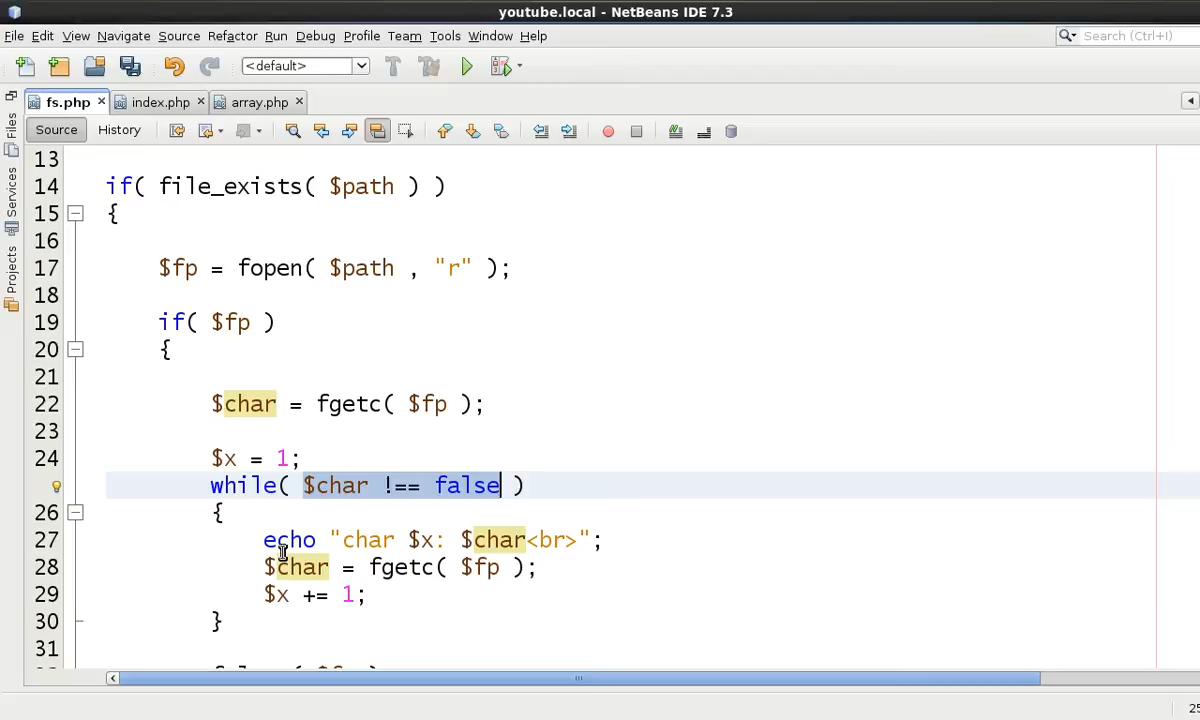 youtube.local - NetBeans IDE 7.3
File Edit View Navigate Source Refactor Run Debug Profile Team Tools Window Help
Search (Ctrl+I)
<default>
fs.php index.php array.php
Source History
Files
Services
Projects
13
14 if( file_exists( $path ) )
15 {
16
17 $fp = fopen( $path , "r" );
18
19 if( $fp )
20 {
21
22 $char = fgetc( $fp );
23
24 $x = 1;
while( $char !== false )
26 {
27 echo "char $x: $char<br>";
28 $char = fgetc( $fp );
29 $x += 1;
30 }
31